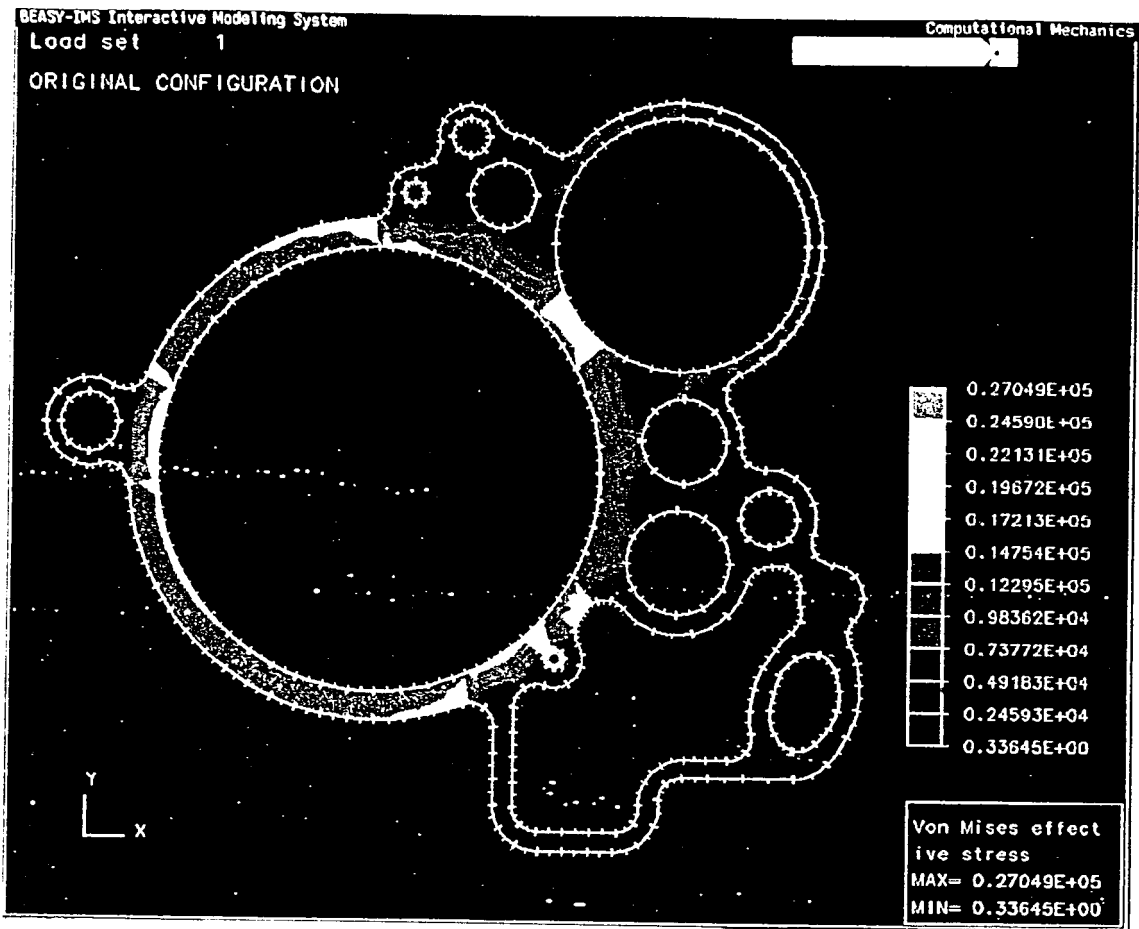 BEASY-IMS Interactive Modeling System
Computational Mechanics
Load set 1
ORIGINAL CONFIGURATION
0.27049E+05
0.24590E+05
0.22131E+05
0.19672E+05
0.17213E+05
0.14754E+05
0.12295E+05
0.98362E+04
0.73772E+04
0.49183E+04
0.24593E+04
0.33645E+00
Y
X
Von Mises effect
ive stress
MAX= 0.27049E+05
MIN= 0.33645E+00